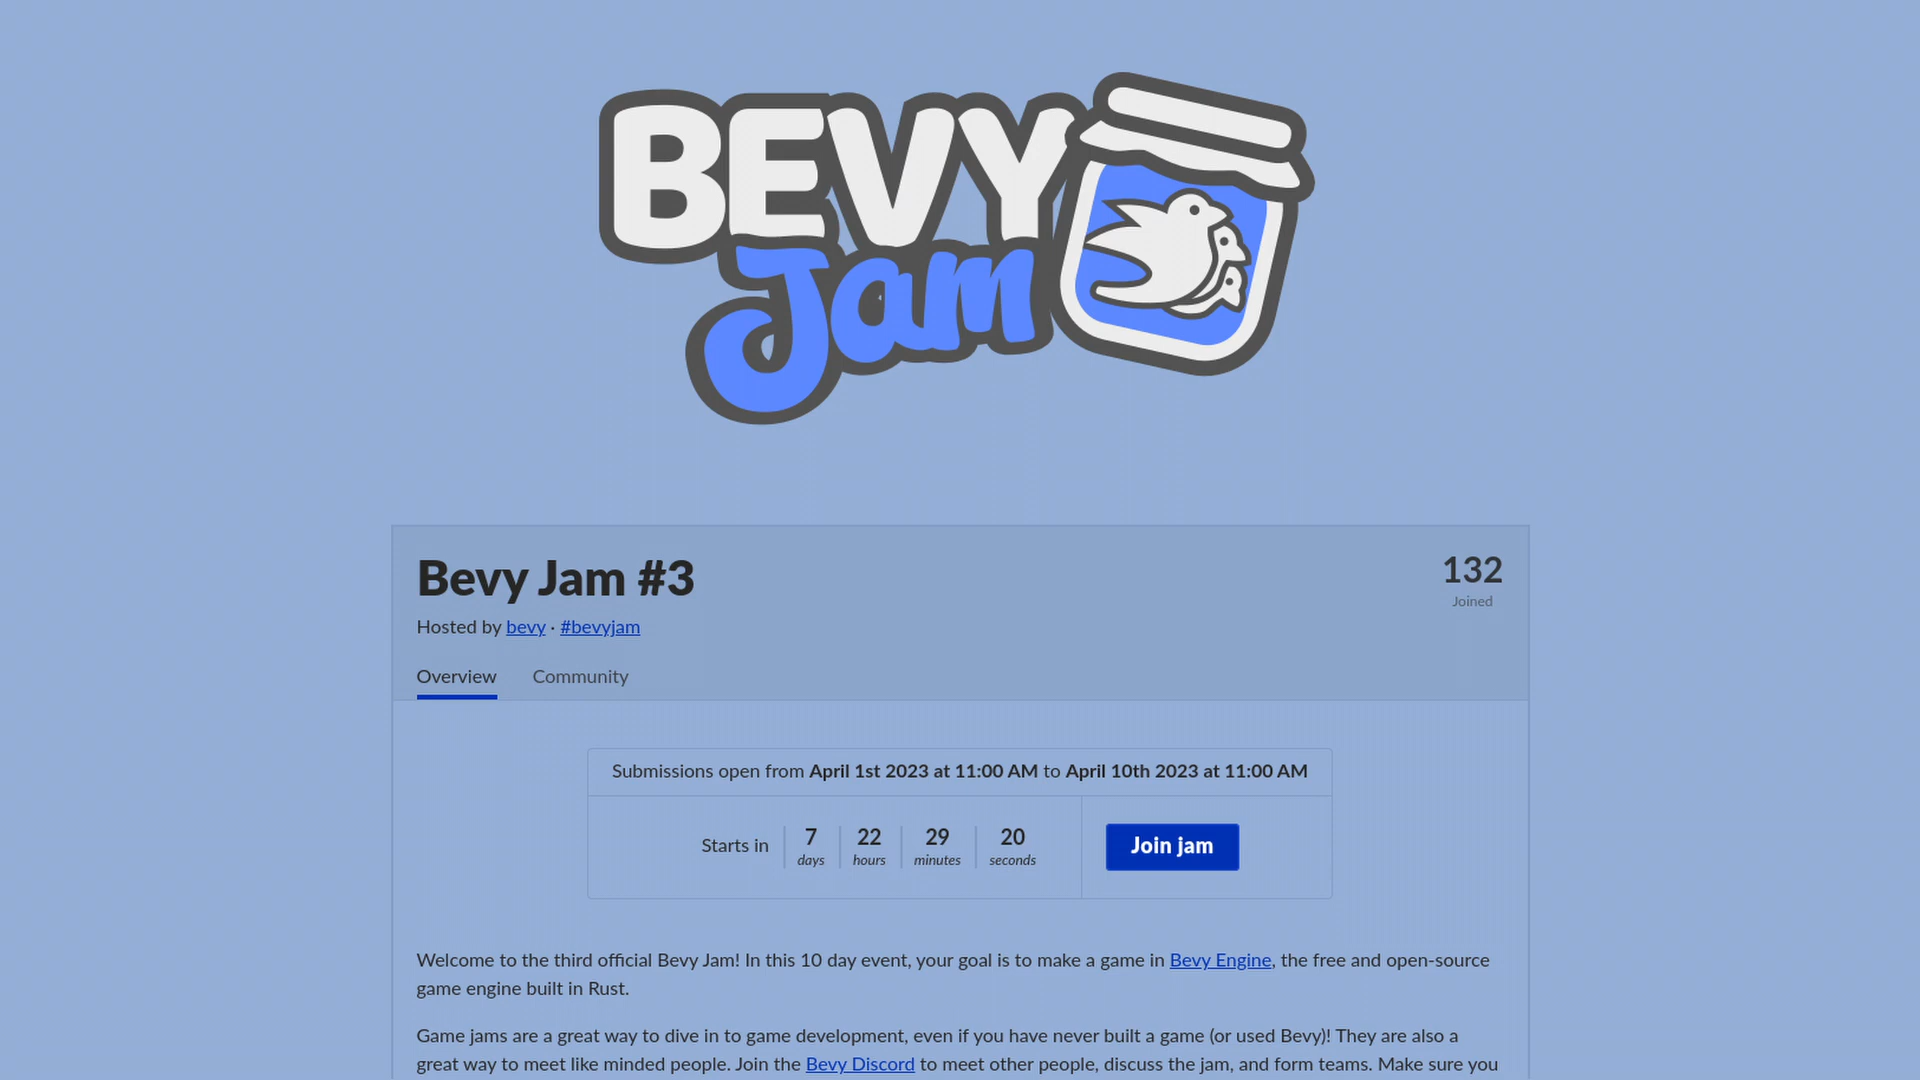 BEVY
Jam
Bevy Jam #3
132
Joined
Hosted by bevy · #bevyjam
Overview Community
Submissions open from April 1st 2023 at 11:00 AM to April 10th 2023 at 11:00 AM
Starts in 7 days 22 hours 29 minutes 20 seconds
Join jam
Welcome to the third official Bevy Jam! In this 10 day event, your goal is to make a game in Bevy Engine, the free and open-source
game engine built in Rust.
Game jams are a great way to dive in to game development, even if you have never built a game (or used Bevy)! They are also a
great way to meet like minded people. Join the Bevy Discord to meet other people, discuss the jam, and form teams. Make sure you